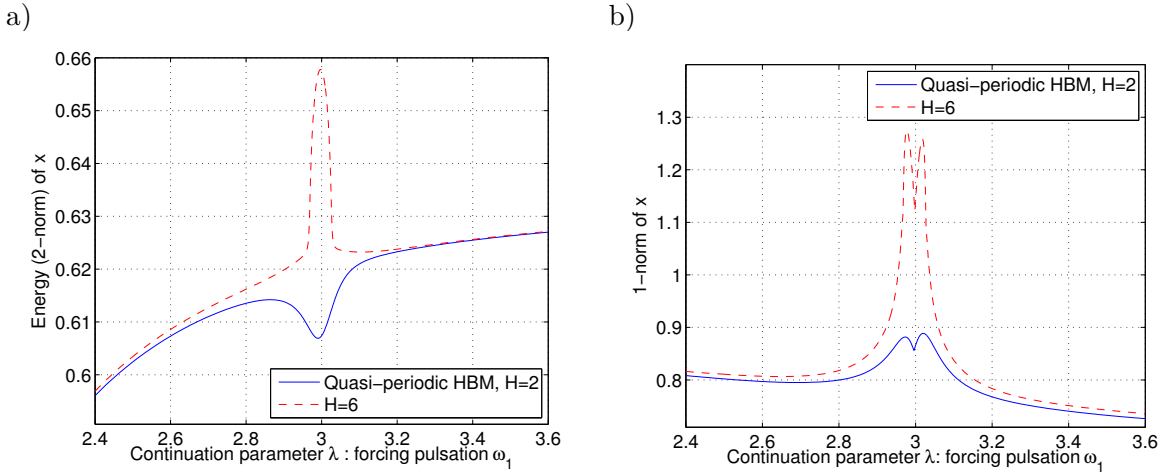 a)
0.66
0.65
0.64
0.63
0.62
0.61
0.6
Energy (2−norm) of x
Quasi−periodic HBM, H=2
H=6
2.4 2.6 2.8 3 3.2 3.4 3.6
Continuation parameter λ : forcing pulsation ω₁
b)
1.3
1.2
1.1
1
0.9
0.8
1−norm of x
Quasi−periodic HBM, H=2
H=6
2.4 2.6 2.8 3 3.2 3.4 3.6
Continuation parameter λ: forcing pulsation ω₁